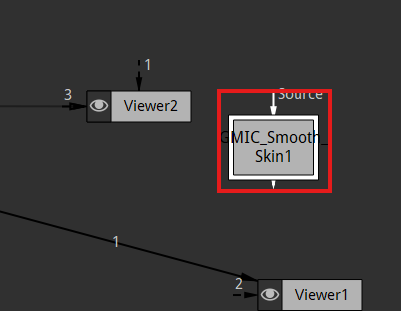 1
3
Viewer2
Source
GMIC_Smooth_
Skin1
1
2
Viewer1